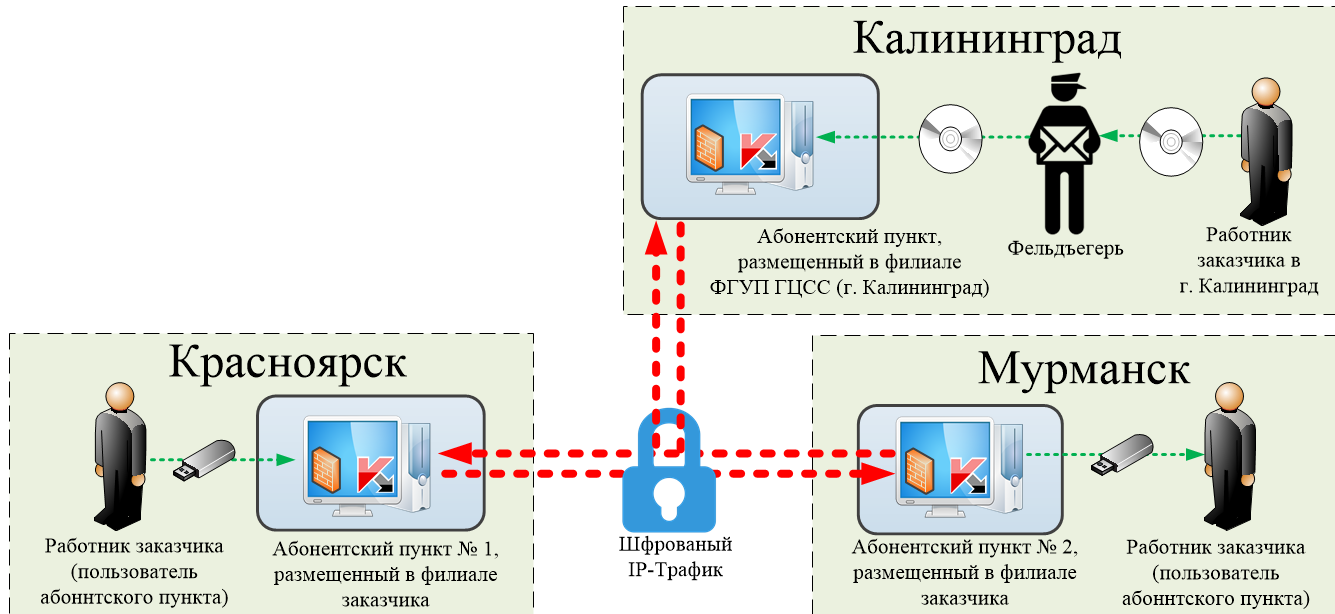 Калининград
Абонентский пункт,
размещенный в филиале
ФГУП ГЦСС (г. Калининград)
Фельдъегерь
Работник
заказчика в
г. Калининград
Красноярск
Работник заказчика
(пользователь
абоннтского пункта)
Абонентский пункт № 1,
размещенный в филиале
заказчика
Шфрованый
IP-Трафик
Мурманск
Абонентский пункт № 2,
размещенный в филиале
заказчика
Работник заказчика
(пользователь
абоннтского пункта)